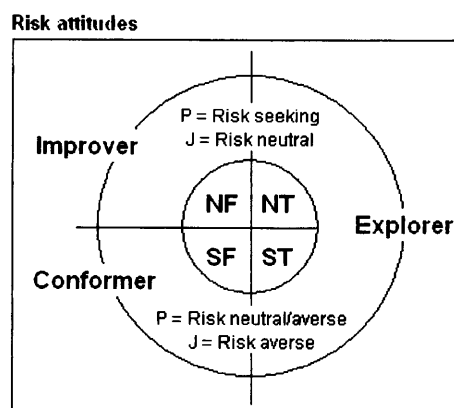 Risk attitudes
P = Risk seeking
J = Risk neutral
Improver
NF NT
Explorer
SF ST
Conformer
P = Risk neutral/averse
J = Risk averse